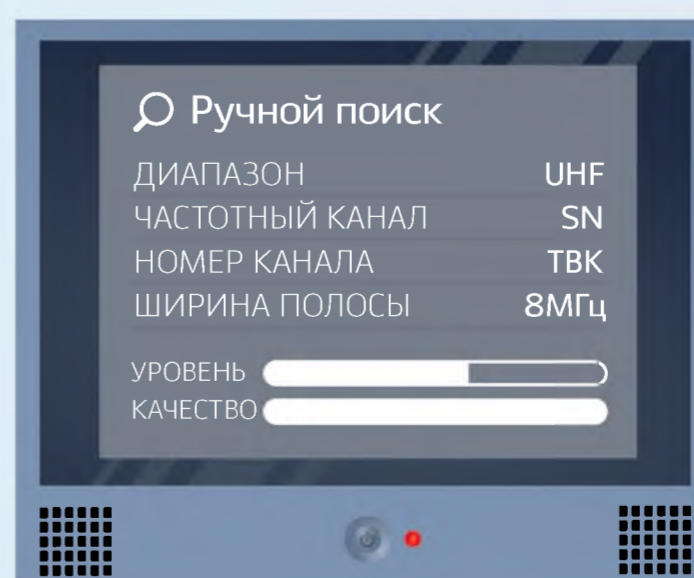 Ручной поиск
ДИАПАЗОН UHF
ЧАСТОТНЫЙ КАНАЛ SN
НОМЕР КАНАЛА ТВК
ШИРИНА ПОЛОСЫ 8МГц
УРОВЕНЬ
КАЧЕСТВО